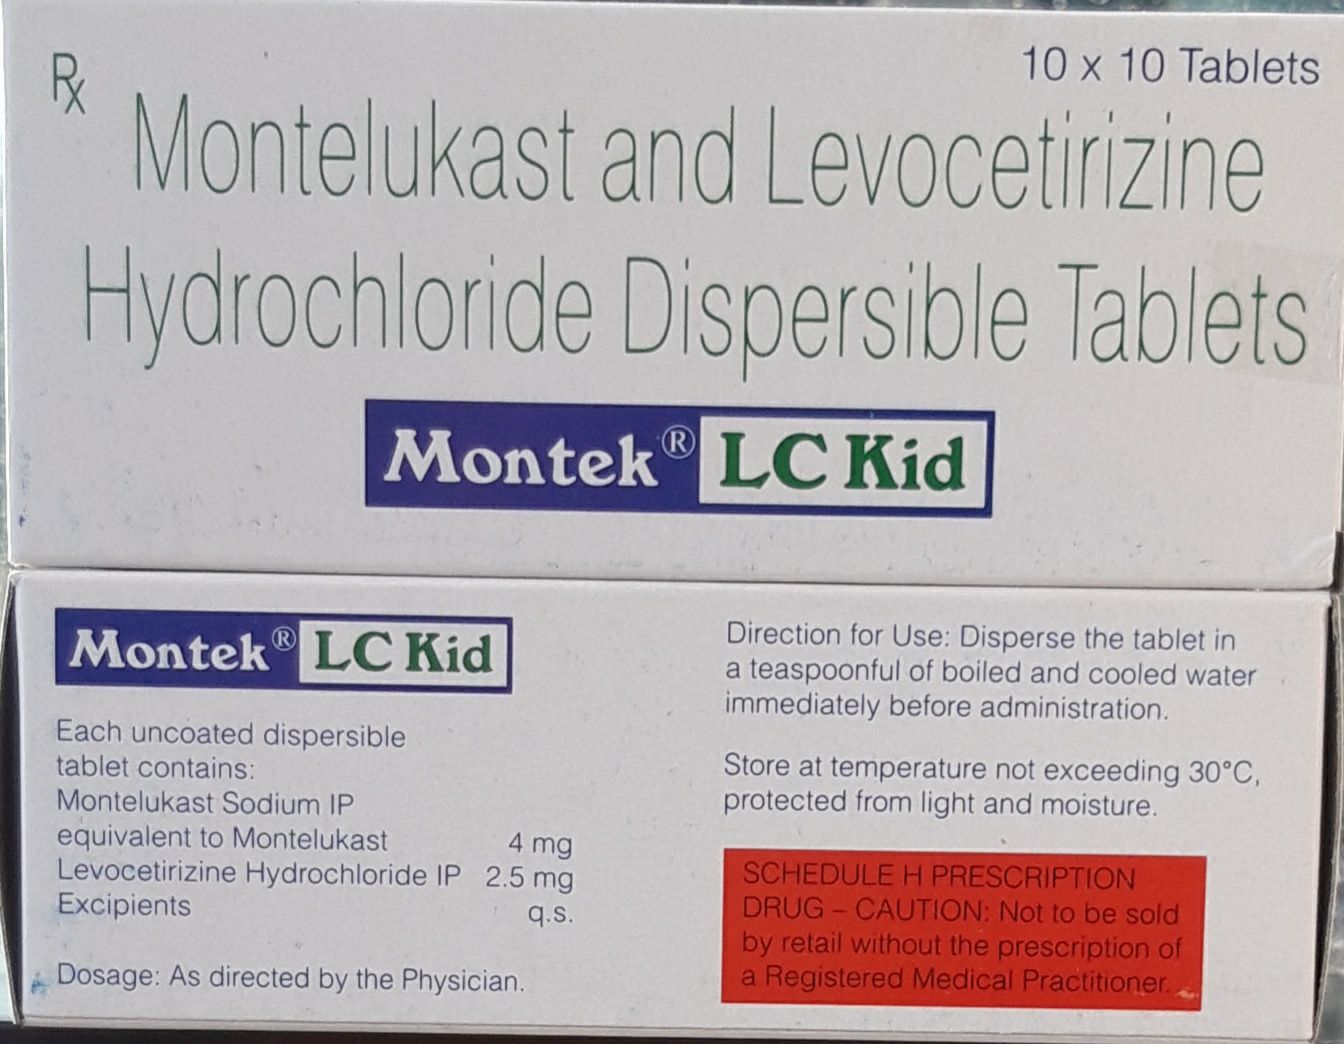 Rx
10 x 10 Tablets
Montelukast and Levocetirizine
Hydrochloride Dispersible Tablets
Montek® LC Kid
Montek® LC Kid
Each uncoated dispersible
tablet contains:
Montelukast Sodium IP
equivalent to Montelukast 4 mg
Levocetirizine Hydrochloride IP 2.5 mg
Excipients q.s.
Dosage: As directed by the Physician.
Direction for Use: Disperse the tablet in
a teaspoonful of boiled and cooled water
immediately before administration.
Store at temperature not exceeding 30°C,
protected from light and moisture.
SCHEDULE H PRESCRIPTION
DRUG – CAUTION: Not to be sold
by retail without the prescription of
a Registered Medical Practitioner.